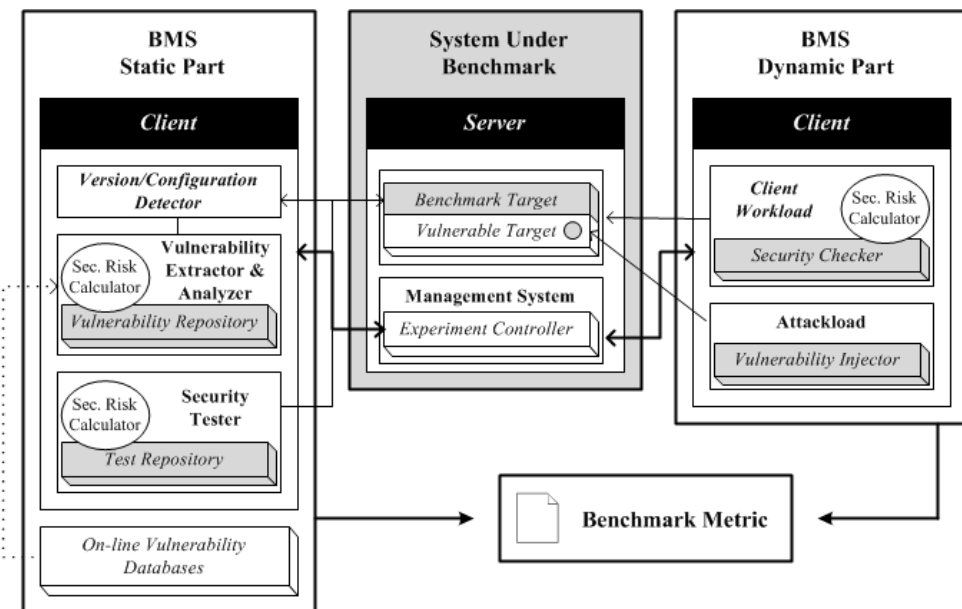 BMS
Static Part
Client
Version/Configuration
Detector
Sec. Risk
Calculator
Vulnerability
Extractor &
Analyzer
Vulnerability Repository
Sec. Risk
Calculator
Security
Tester
Test Repository
On-line Vulnerability
Databases
System Under
Benchmark
Server
Benchmark Target
Vulnerable Target
Management System
Experiment Controller
BMS
Dynamic Part
Client
Client
Workload
Sec. Risk
Calculator
Security Checker
Attackload
Vulnerability Injector
Benchmark Metric